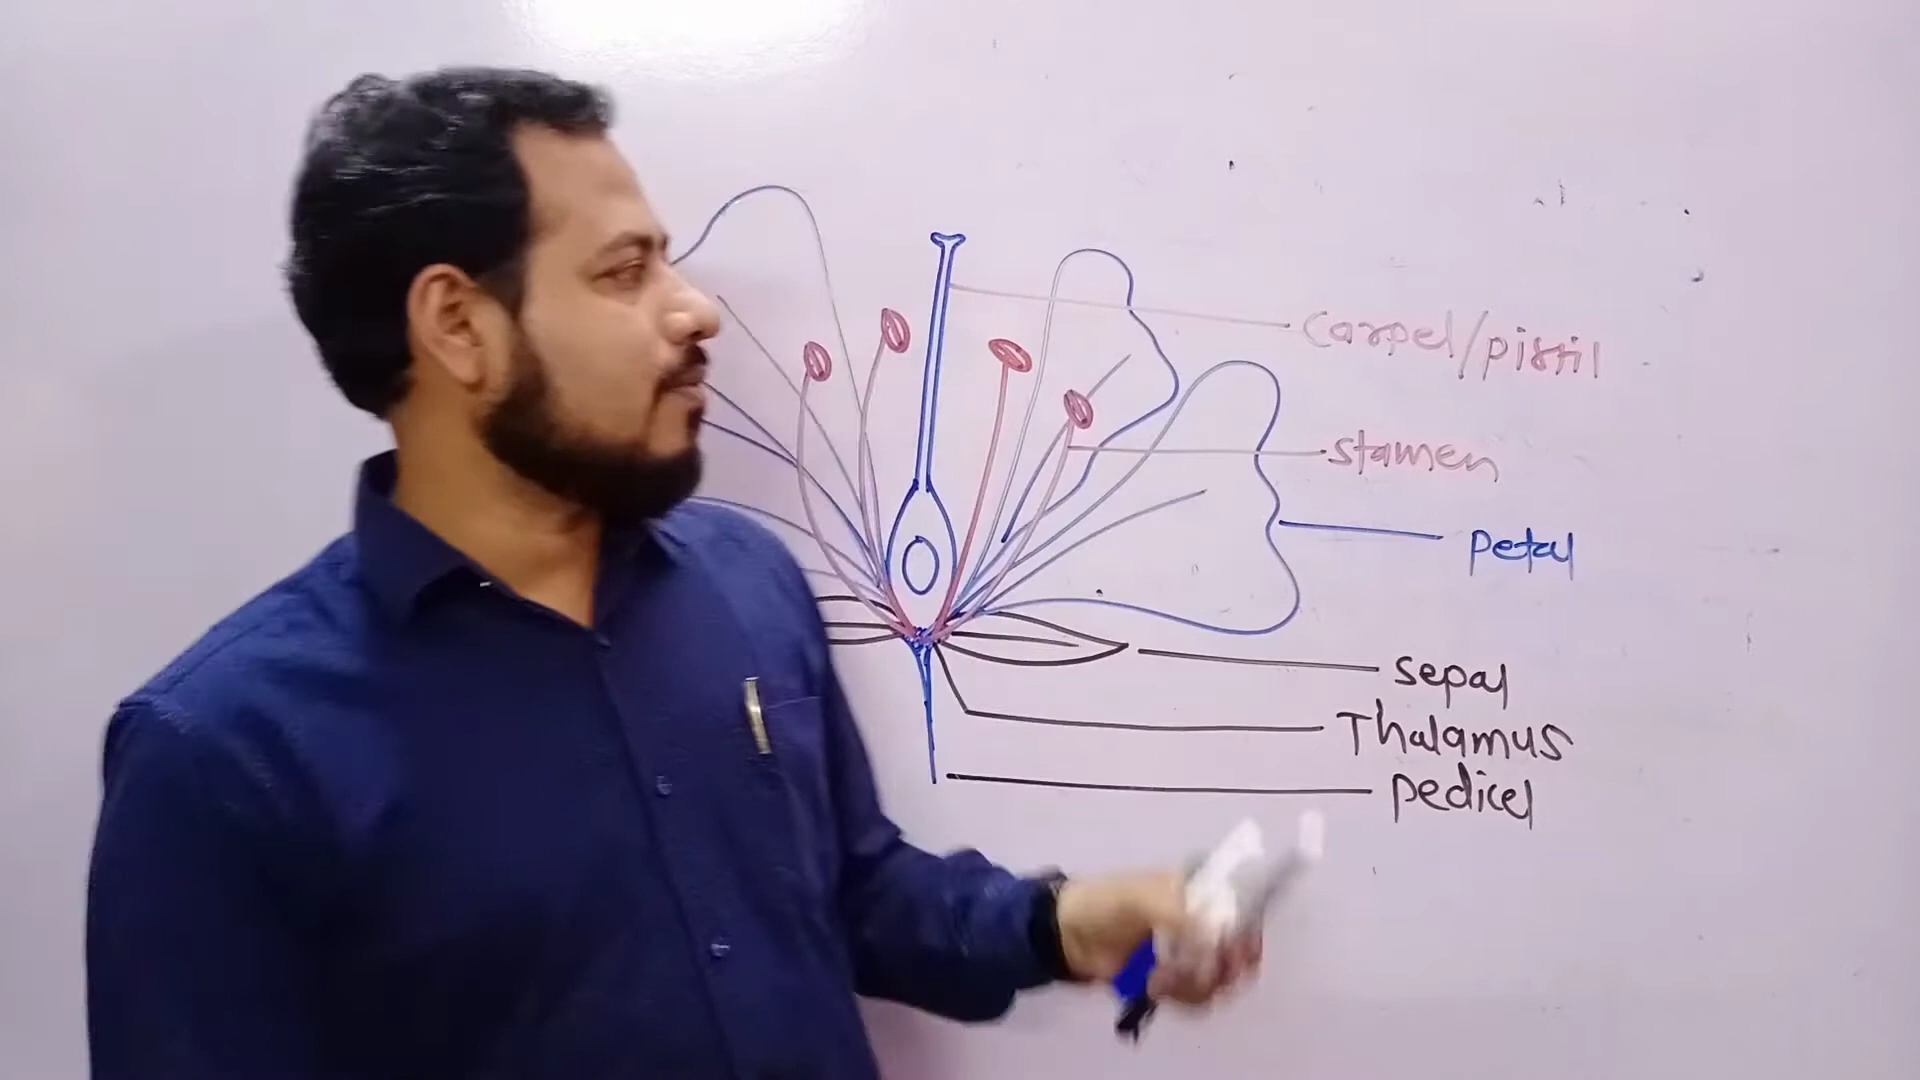 carpel/pistil
stamen
petal
sepal
Thalamus
pedicel